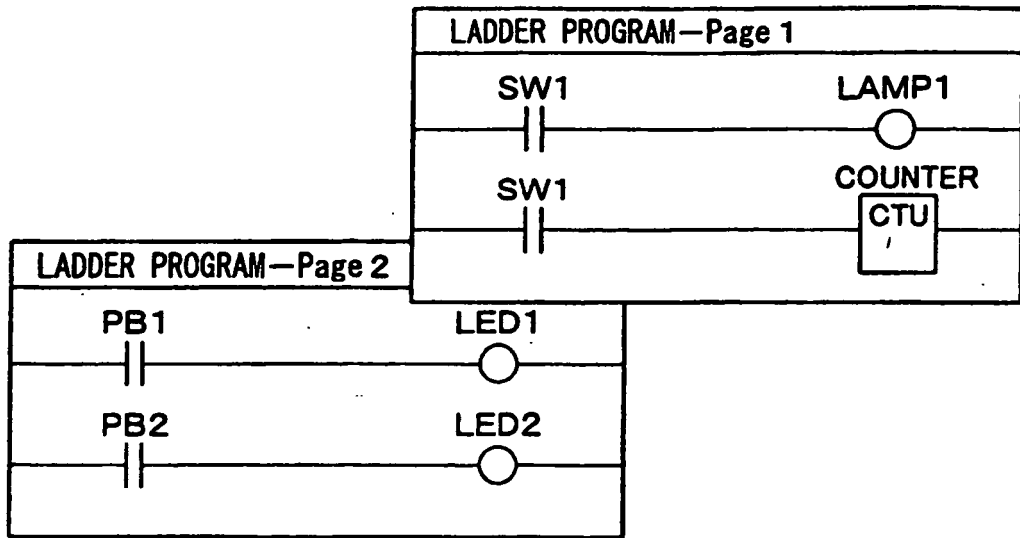 LADDER PROGRAM—Page 1
SW1 LAMP1
SW1 COUNTER
CTU
LADDER PROGRAM—Page 2
PB1 LED1
PB2 LED2